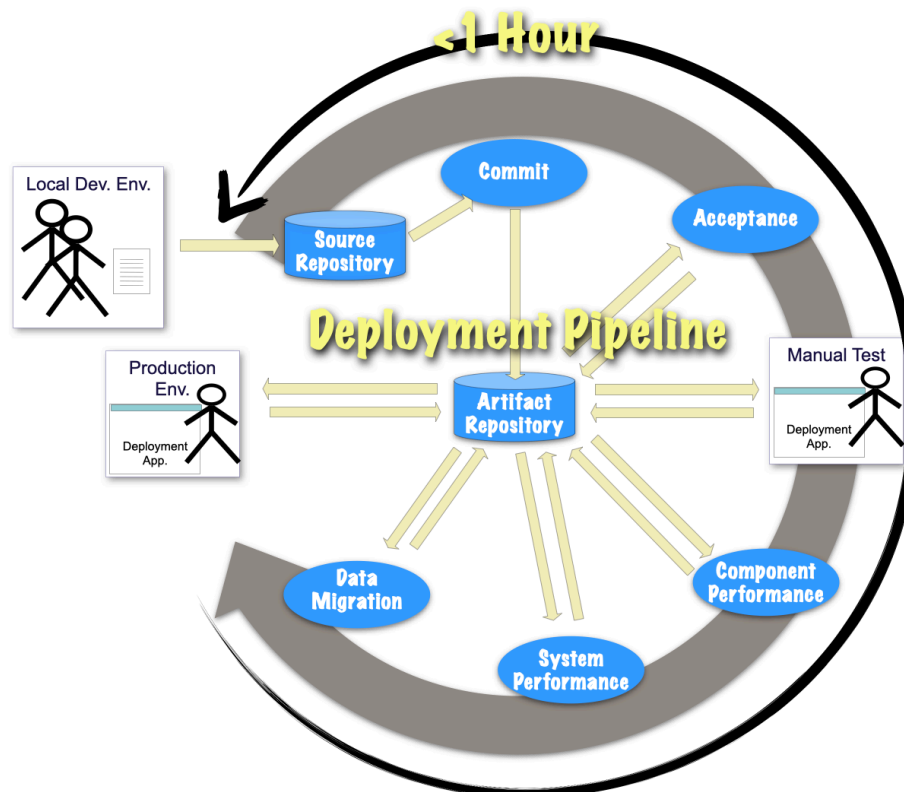 <1 Hour
Local Dev. Env.
Commit
Acceptance
Source
Repository
Deployment Pipeline
Production
Env.
Deployment
App.
Artifact
Repository
Manual Test
Deployment
App.
Data
Migration
Component
Performance
System
Performance